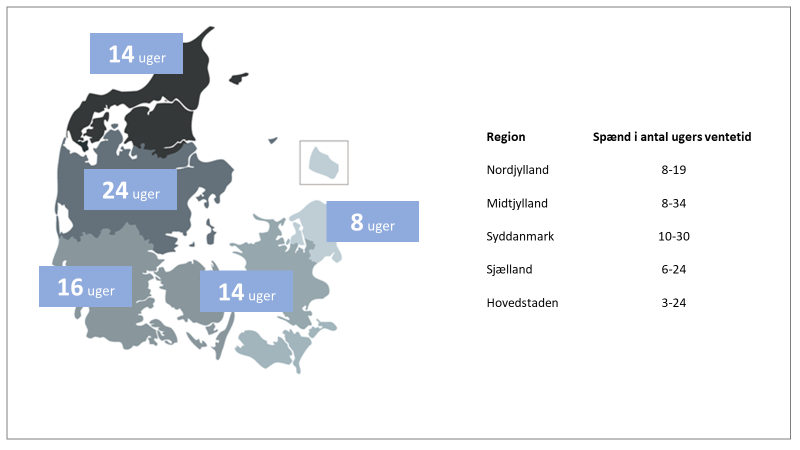 14 uger
24 uger
8 uger
16 uger
14 uger
Region Spænd i antal ugers ventetid
Nordjylland 8-19
Midtjylland 8-34
Syddanmark 10-30
Sjælland 6-24
Hovedstaden 3-24